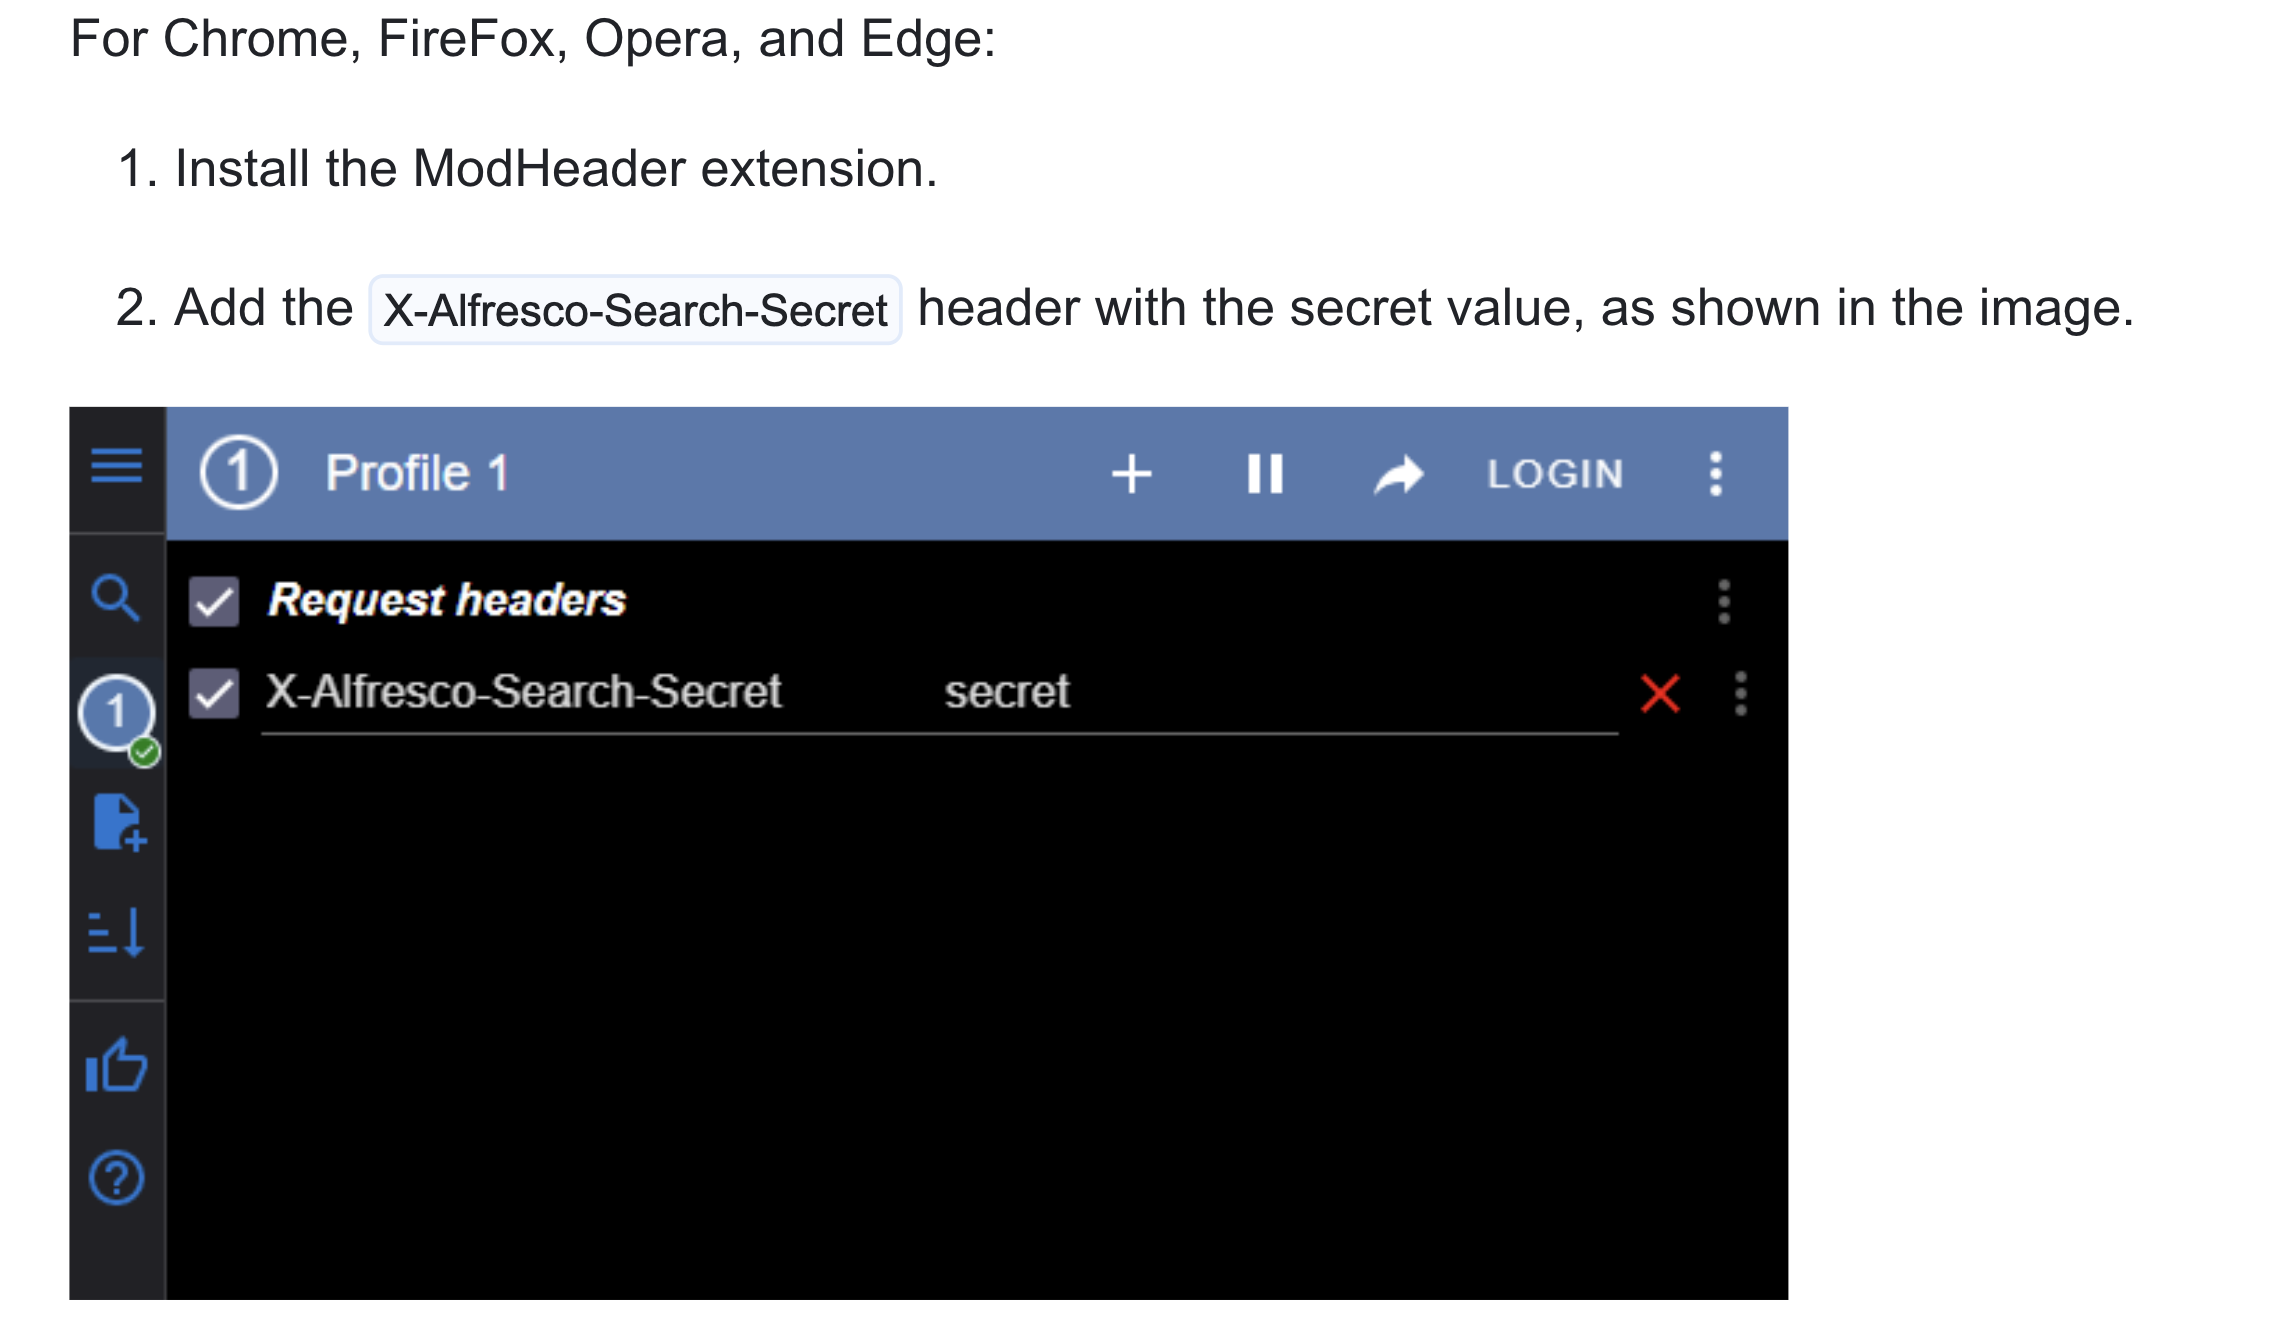 For Chrome, FireFox, Opera, and Edge:
1. Install the ModHeader extension.
2. Add the X-Alfresco-Search-Secret header with the secret value, as shown in the image.
1 Profile 1 LOGIN
Request headers
1 X-Alfresco-Search-Secret secret